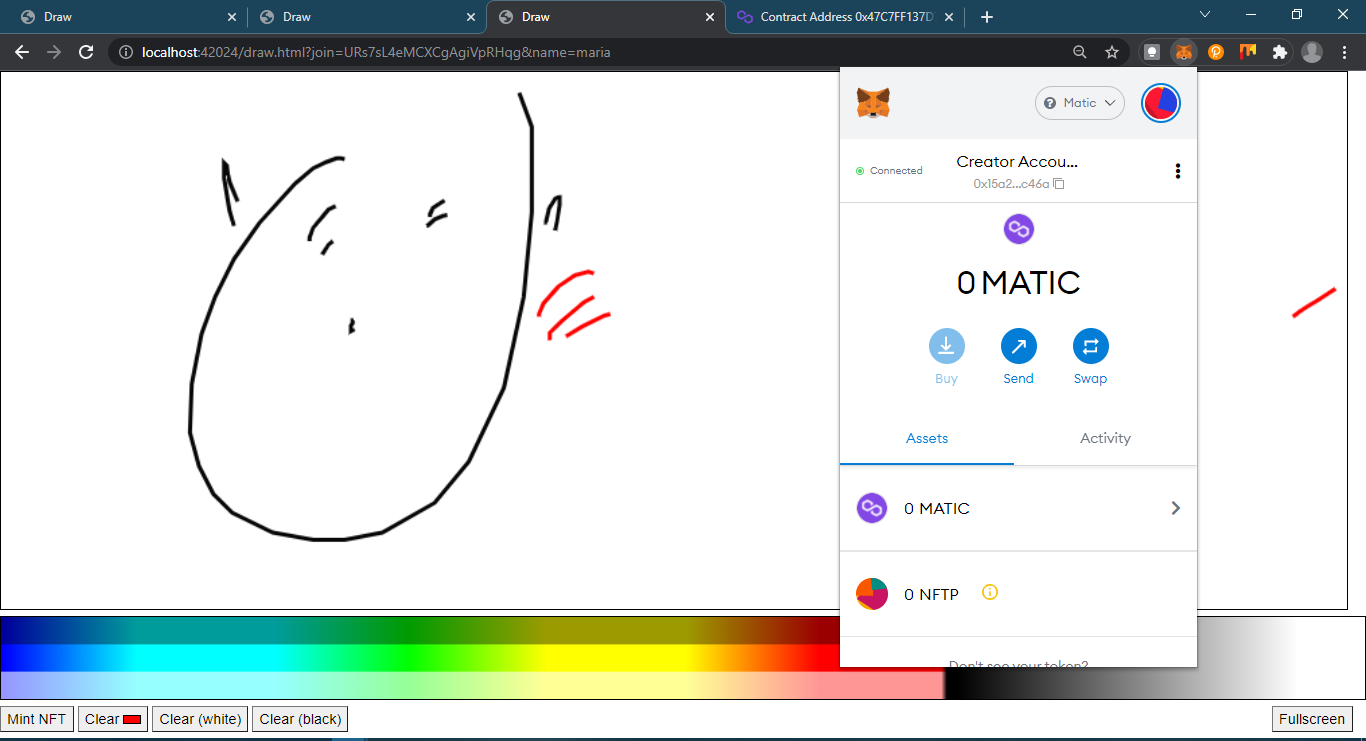 Draw
Draw
Draw
Contract Address 0x47C7FF137D
localhost:42024/draw.html?join=URs7sL4eMCXCgAgiVpRHqg&name=maria
Matic
Connected
Creator Accou...
0x15a2...c46a
0 MATIC
Buy
Send
Swap
Assets
Activity
0 MATIC
0 NFTP
Don't see your token?
Mint NFT
Clear
Clear (white)
Clear (black)
Fullscreen